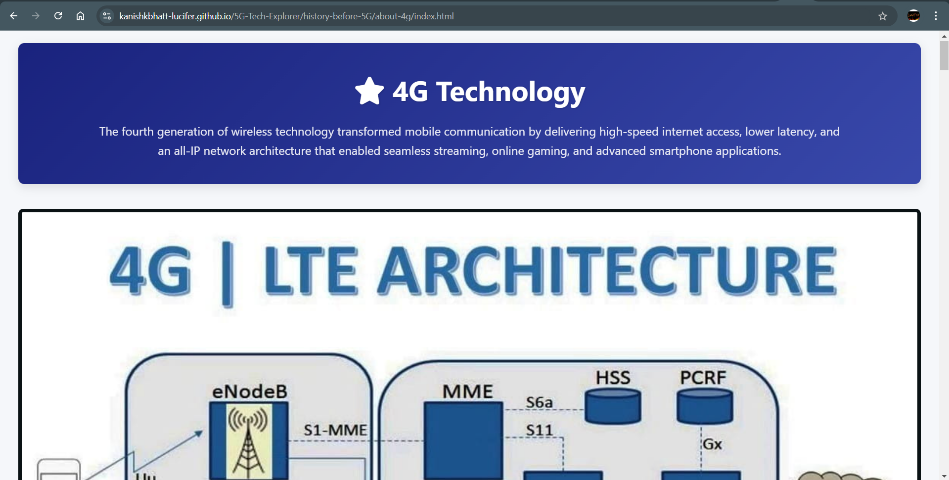 kanishkbhatt-lucifer.github.io/5G-Tech-Explorer/history-before-5G/about-4g/index.html
4G Technology
The fourth generation of wireless technology transformed mobile communication by delivering high-speed internet access, lower latency, and
an all-IP network architecture that enabled seamless streaming, online gaming, and advanced smartphone applications.
4G | LTE ARCHITECTURE
eNodeB
MME
HSS
PCRF
S6a
S1-MME
S11
Gx
Uu